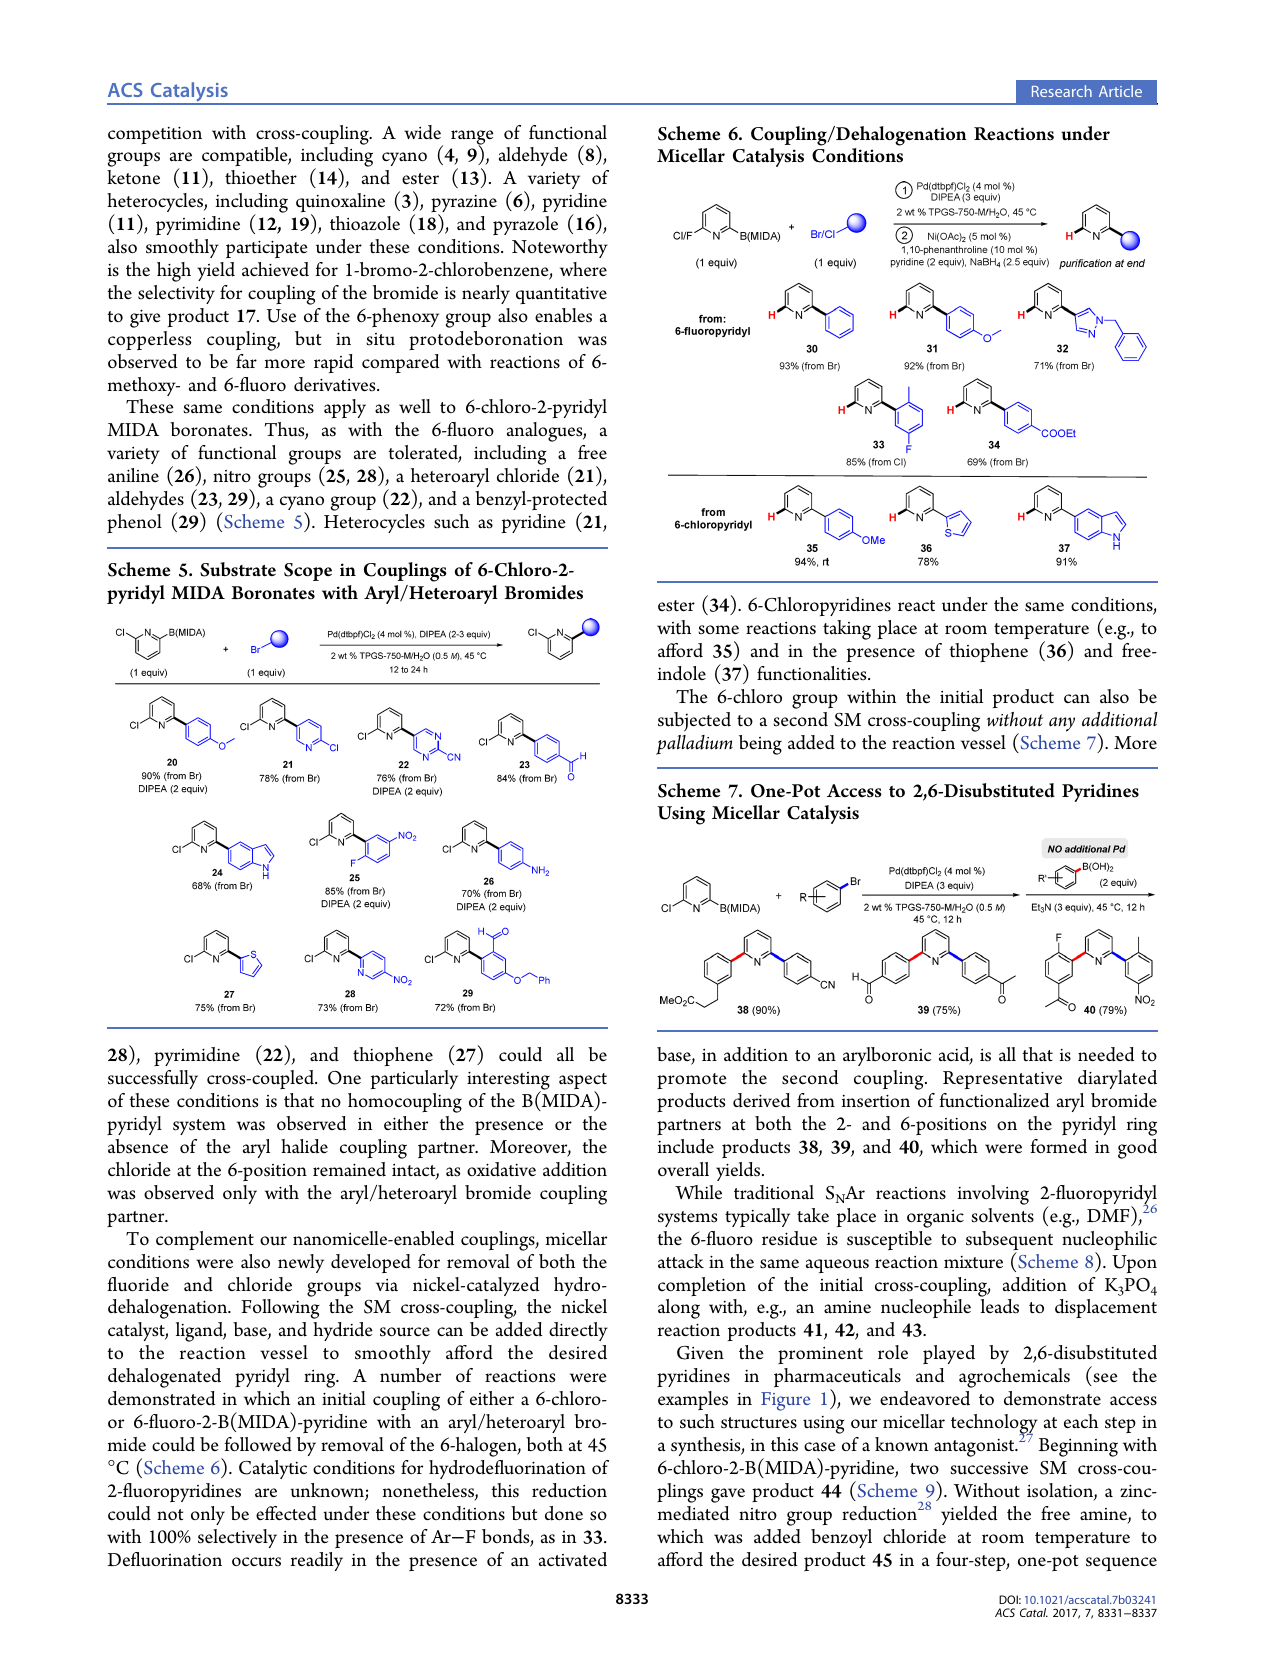 ACS Catalysis
Research Article
competition with cross-coupling. A wide range of functional
groups are compatible, including cyano (4, 9), aldehyde (8),
ketone (11), thioether (14), and ester (13). A variety of
heterocycles, including quinoxaline (3), pyrazine (6), pyridine
(11), pyrimidine (12, 19), thioazole (18), and pyrazole (16),
also smoothly participate under these conditions. Noteworthy
is the high yield achieved for 1-bromo-2-chlorobenzene, where
the selectivity for coupling of the bromide is nearly quantitative
to give product 17. Use of the 6-phenoxy group also enables a
copperless coupling, but in situ protodeboronation was
observed to be far more rapid compared with reactions of 6-
methoxy- and 6-fluoro derivatives.
These same conditions apply as well to 6-chloro-2-pyridyl
MIDA boronates. Thus, as with the 6-fluoro analogues, a
variety of functional groups are tolerated, including a free
aniline (26), nitro groups (25, 28), a heteroaryl chloride (21),
aldehydes (23, 29), a cyano group (22), and a benzyl-protected
phenol (29) (Scheme 5). Heterocycles such as pyridine (21,
Scheme 5. Substrate Scope in Couplings of 6-Chloro-2-
pyridyl MIDA Boronates with Aryl/Heteroaryl Bromides
Cl N B(MIDA)
(1 equiv)
+
Br
(1 equiv)
Pd(dtbpf)Cl2 (4 mol %), DIPEA (2-3 equiv)
2 wt % TPGS-750-M/H2O (0.5 M), 45 °C
12 to 24 h
Cl N
Cl N O
20
90% (from Br)
DIPEA (2 equiv)
Cl N N Cl
21
78% (from Br)
Cl N N N CN
22
76% (from Br)
DIPEA (2 equiv)
Cl N H O
23
84% (from Br)
Cl N N H
24
68% (from Br)
Cl N F NO2
25
85% (from Br)
DIPEA (2 equiv)
Cl N NH2
26
70% (from Br)
DIPEA (2 equiv)
Cl N S
27
75% (from Br)
Cl N N NO2
28
73% (from Br)
Cl N H O O Ph
29
72% (from Br)
28), pyrimidine (22), and thiophene (27) could all be
successfully cross-coupled. One particularly interesting aspect
of these conditions is that no homocoupling of the B(MIDA)-
pyridyl system was observed in either the presence or the
absence of the aryl halide coupling partner. Moreover, the
chloride at the 6-position remained intact, as oxidative addition
was observed only with the aryl/heteroaryl bromide coupling
partner.
To complement our nanomicelle-enabled couplings, micellar
conditions were also newly developed for removal of both the
fluoride and chloride groups via nickel-catalyzed hydro-
dehalogenation. Following the SM cross-coupling, the nickel
catalyst, ligand, base, and hydride source can be added directly
to the reaction vessel to smoothly afford the desired
dehalogenated pyridyl ring. A number of reactions were
demonstrated in which an initial coupling of either a 6-chloro-
or 6-fluoro-2-B(MIDA)-pyridine with an aryl/heteroaryl bro-
mide could be followed by removal of the 6-halogen, both at 45
°C (Scheme 6). Catalytic conditions for hydrodefluorination of
2-fluoropyridines are unknown; nonetheless, this reduction
could not only be effected under these conditions but done so
with 100% selectively in the presence of Ar−F bonds, as in 33.
Defluorination occurs readily in the presence of an activated
Scheme 6. Coupling/Dehalogenation Reactions under
Micellar Catalysis Conditions
Cl/F N B(MIDA)
(1 equiv)
+
Br/Cl
(1 equiv)
1 Pd(dtbpf)Cl2 (4 mol %)
DIPEA (3 equiv)
2 wt % TPGS-750-M/H2O, 45 °C
2 Ni(OAc)2 (5 mol %)
1,10-phenanthroline (10 mol %)
pyridine (2 equiv), NaBH4 (2.5 equiv)
H N
purification at end
from:
6-fluoropyridyl
H N
30
93% (from Br)
H N O
31
92% (from Br)
H N N N
32
71% (from Br)
H N F
33
85% (from Cl)
H N COOEt
34
69% (from Br)
from
6-chloropyridyl
H N OMe
35
94%, rt
H N S
36
78%
H N N H
37
91%
ester (34). 6-Chloropyridines react under the same conditions,
with some reactions taking place at room temperature (e.g., to
afford 35) and in the presence of thiophene (36) and free-
indole (37) functionalities.
The 6-chloro group within the initial product can also be
subjected to a second SM cross-coupling without any additional
palladium being added to the reaction vessel (Scheme 7). More
Scheme 7. One-Pot Access to 2,6-Disubstituted Pyridines
Using Micellar Catalysis
Cl N B(MIDA)
+
R Br
Pd(dtbpf)Cl2 (4 mol %)
DIPEA (3 equiv)
2 wt % TPGS-750-M/H2O (0.5 M)
45 °C, 12 h
NO additional Pd
R' B(OH)2
(2 equiv)
Et3N (3 equiv), 45 °C, 12 h
MeO2C N CN
38 (90%)
H O N O
39 (75%)
F O N NO2
40 (79%)
base, in addition to an arylboronic acid, is all that is needed to
promote the second coupling. Representative diarylated
products derived from insertion of functionalized aryl bromide
partners at both the 2- and 6-positions on the pyridyl ring
include products 38, 39, and 40, which were formed in good
overall yields.
While traditional SNAr reactions involving 2-fluoropyridyl
systems typically take place in organic solvents (e.g., DMF),26
the 6-fluoro residue is susceptible to subsequent nucleophilic
attack in the same aqueous reaction mixture (Scheme 8). Upon
completion of the initial cross-coupling, addition of K3PO4
along with, e.g., an amine nucleophile leads to displacement
reaction products 41, 42, and 43.
Given the prominent role played by 2,6-disubstituted
pyridines in pharmaceuticals and agrochemicals (see the
examples in Figure 1), we endeavored to demonstrate access
to such structures using our micellar technology at each step in
a synthesis, in this case of a known antagonist.27 Beginning with
6-chloro-2-B(MIDA)-pyridine, two successive SM cross-cou-
plings gave product 44 (Scheme 9). Without isolation, a zinc-
mediated nitro group reduction28 yielded the free amine, to
which was added benzoyl chloride at room temperature to
afford the desired product 45 in a four-step, one-pot sequence
8333
DOI: 10.1021/acscatal.7b03241
ACS Catal. 2017, 7, 8331−8337